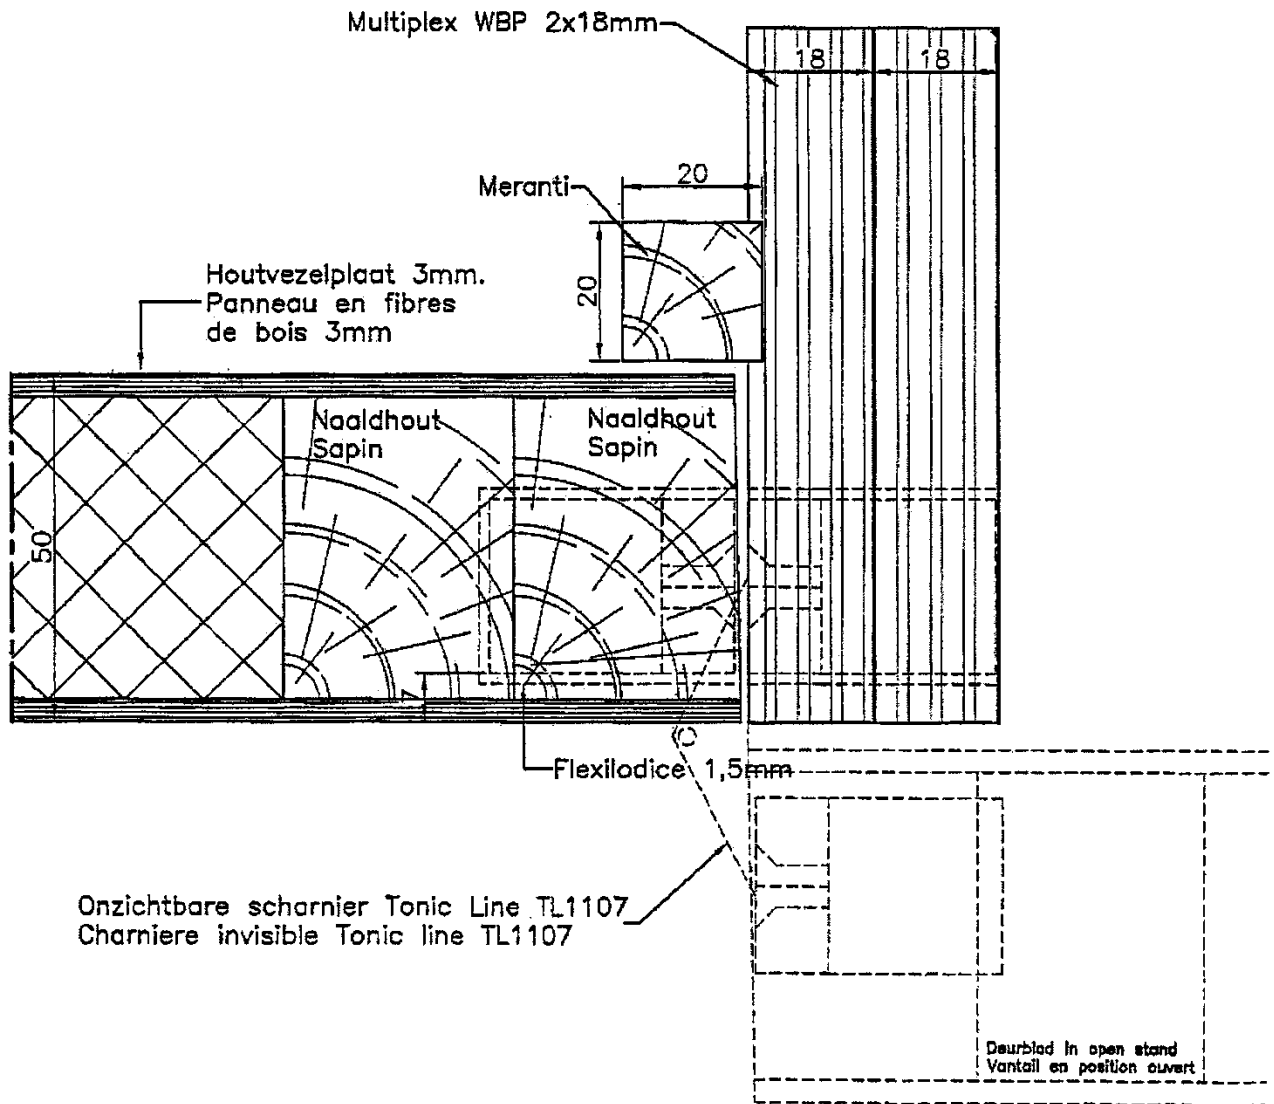 Multiplex WBP 2x18mm
18
18
20
Meranti
20
Houtvezelplaat 3mm.
Panneau en fibres
de bois 3mm
Naaldhout
Sapin
Naaldhout
Sapin
50
7
Flexilodice 1,5mm
Onzichtbare scharnier Tonic Line TL1107
Charniere invisible Tonic line TL1107
Deurblad in open stand
Vantail en position ouvert